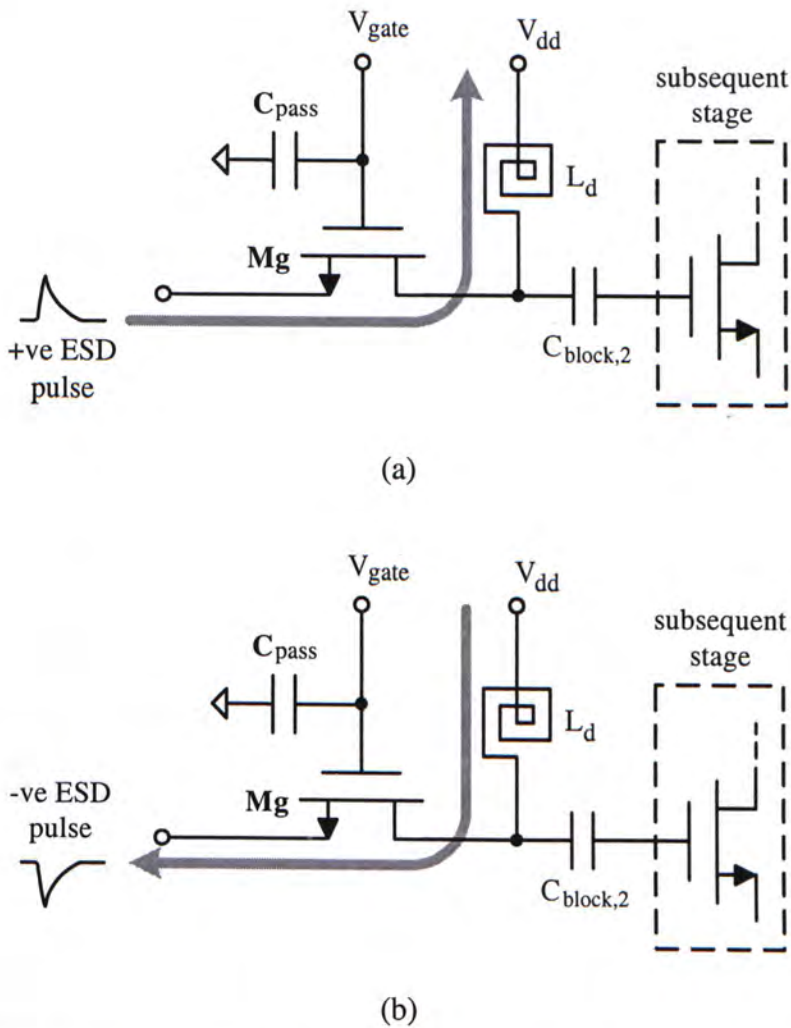 V_gate
V_dd
subsequent
stage
C_pass
L_d
Mg
+ve ESD
pulse
C_block,2
(a)
V_gate
V_dd
subsequent
stage
C_pass
L_d
-ve ESD
pulse
Mg
C_block,2
(b)